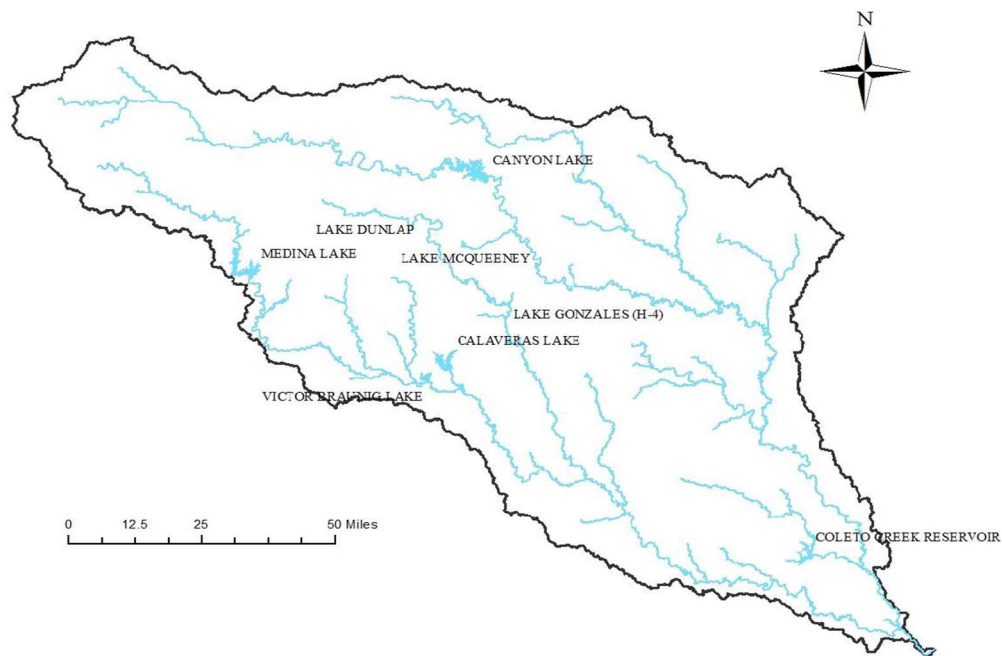 N
CANYON LAKE
LAKE DUNLAP
MEDINA LAKE
LAKE MCQUEENEY
LAKE GONZALES (H-4)
CALAVERAS LAKE
VICTOR BRAUNIG LAKE
0 12.5 25 50 Miles
COLETO CREEK RESERVOIR